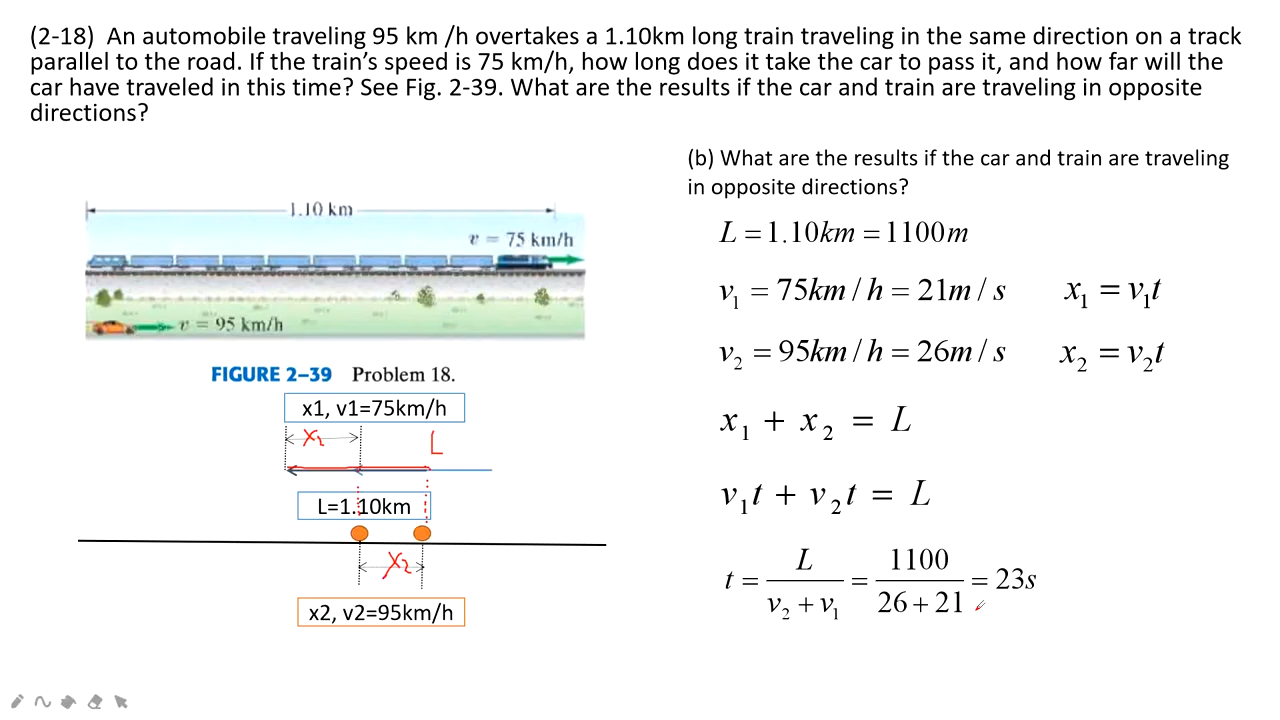 (2-18) An automobile traveling 95 km /h overtakes a 1.10km long train traveling in the same direction on a track
parallel to the road. If the train’s speed is 75 km/h, how long does it take the car to pass it, and how far will the
car have traveled in this time? See Fig. 2-39. What are the results if the car and train are traveling in opposite
directions?
1.10 km
v = 75 km/h
v = 95 km/h
FIGURE 2–39 Problem 18.
x1, v1=75km/h
x₁
L
L=1.10km
x₂
x2, v2=95km/h
(b) What are the results if the car and train are traveling
in opposite directions?
L = 1.10km = 1100m
v₁ = 75km / h = 21m / s x₁ = v₁t
v₂ = 95km / h = 26m / s x₂ = v₂t
x₁ + x₂ = L
v₁t + v₂t = L
t = L / (v₂ + v₁) = 1100 / (26 + 21) = 23s